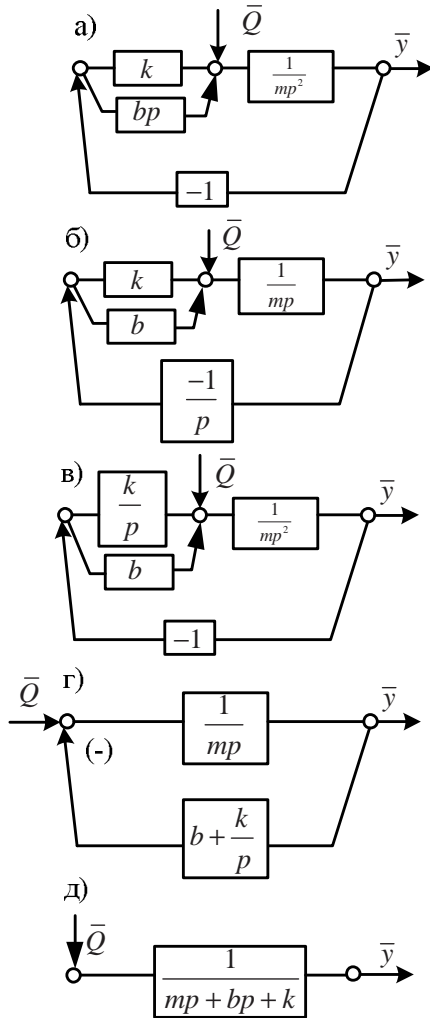 а)
Q̅
k
1/mp²
y̅
bp
−1
б)
Q̅
k
1/mp
y̅
b
−1/p
в)
Q̅
k/p
1/mp²
y̅
b
−1
г)
Q̅
1/mp
y̅
(-)
b + k/p
д)
Q̅
1/(mp + bp + k)
y̅